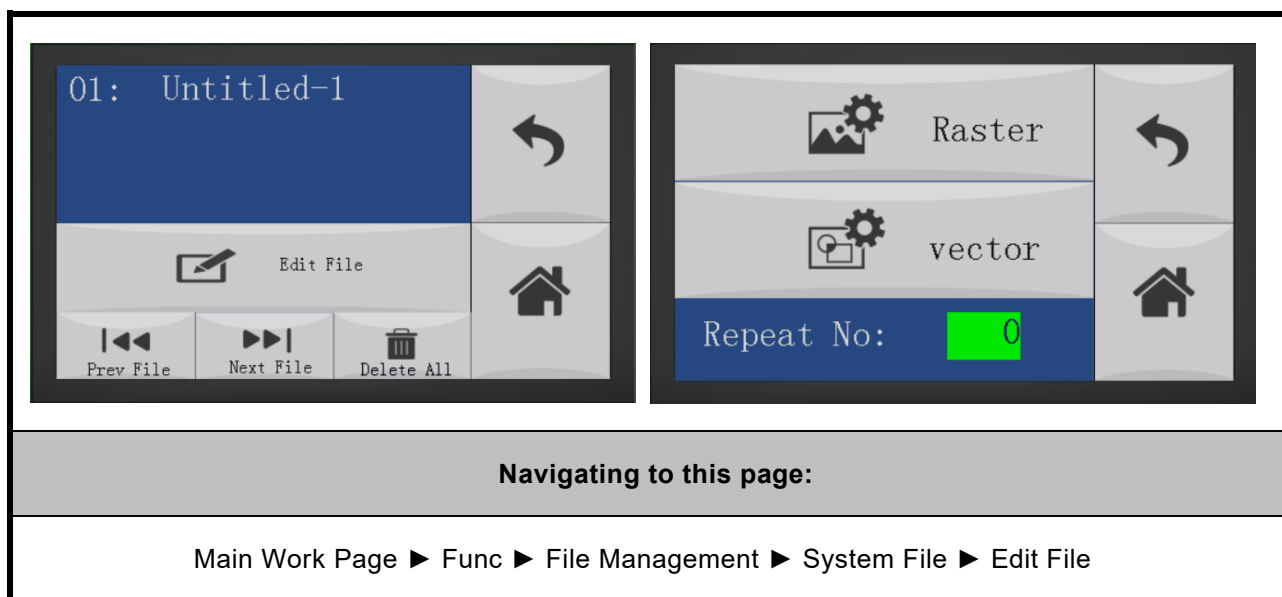 01: Untitled-1
Edit File
Prev File
Next File
Delete All
Raster
vector
Repeat No: 0
Navigating to this page:
Main Work Page ► Func ► File Management ► System File ► Edit File